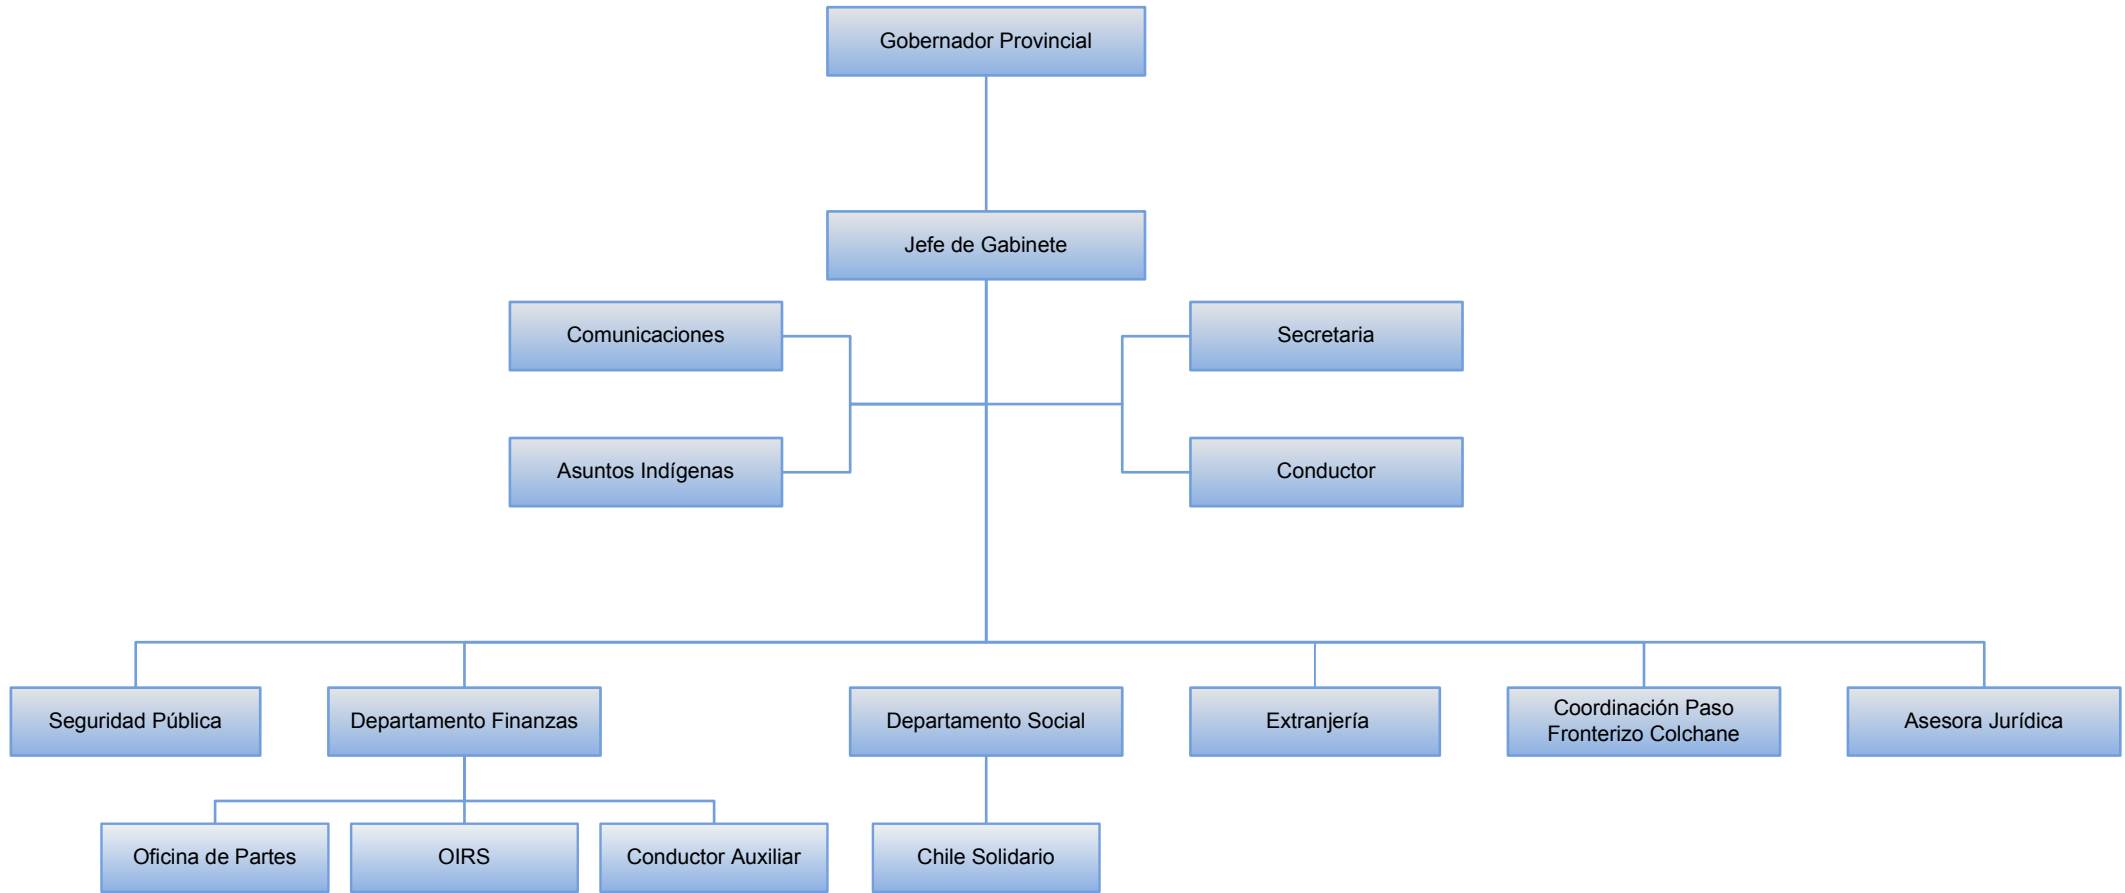 Gobernador Provincial
Jefe de Gabinete
Comunicaciones
Secretaria
Asuntos Indígenas
Conductor
Seguridad Pública
Departamento Finanzas
Departamento Social
Extranjería
Coordinación Paso
Fronterizo Colchane
Asesora Jurídica
Oficina de Partes
OIRS
Conductor Auxiliar
Chile Solidario